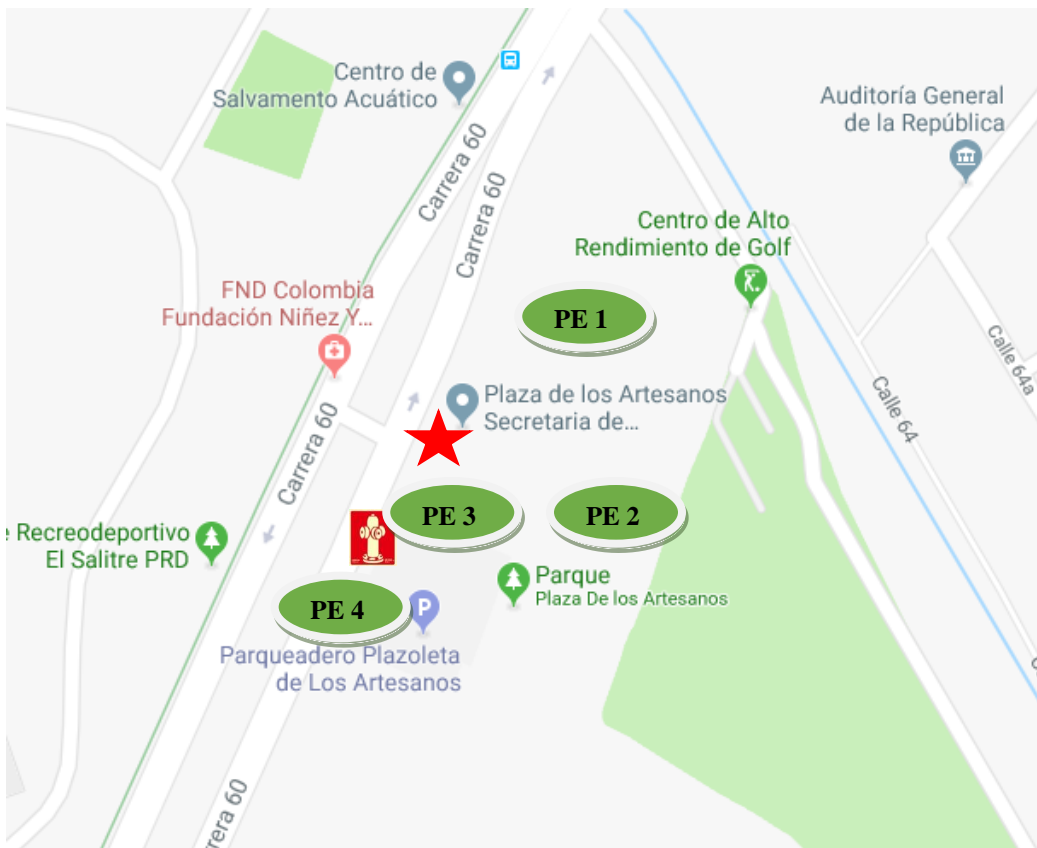 Centro de
Salvamento Acuático
Auditoría General
de la República
Carrera 60
Carrera 60
Centro de Alto
Rendimiento de Golf
FND Colombia
Fundación Niñez Y...
PE 1
Calle 64a
Plaza de los Artesanos
Secretaria de...
Calle 64
Carrera 60
PE 3
PE 2
e Recreodeportivo
El Salitre PRD
Parque
Plaza De los Artesanos
PE 4
P
Parqueadero Plazoleta
de Los Artesanos
rera 60